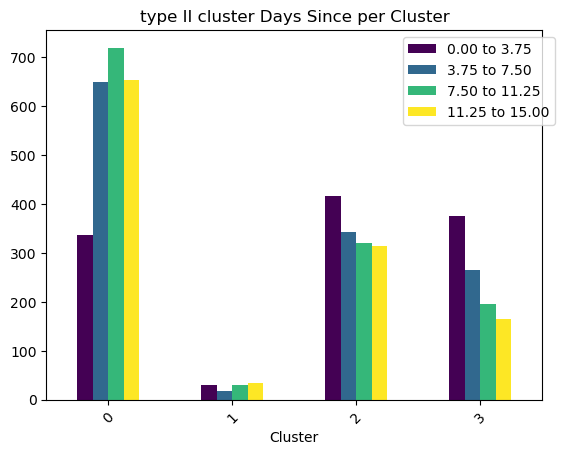 type II cluster Days Since per Cluster
0.00 to 3.75
3.75 to 7.50
7.50 to 11.25
11.25 to 15.00
700
600
500
400
300
200
100
0
0 1 2 3
Cluster